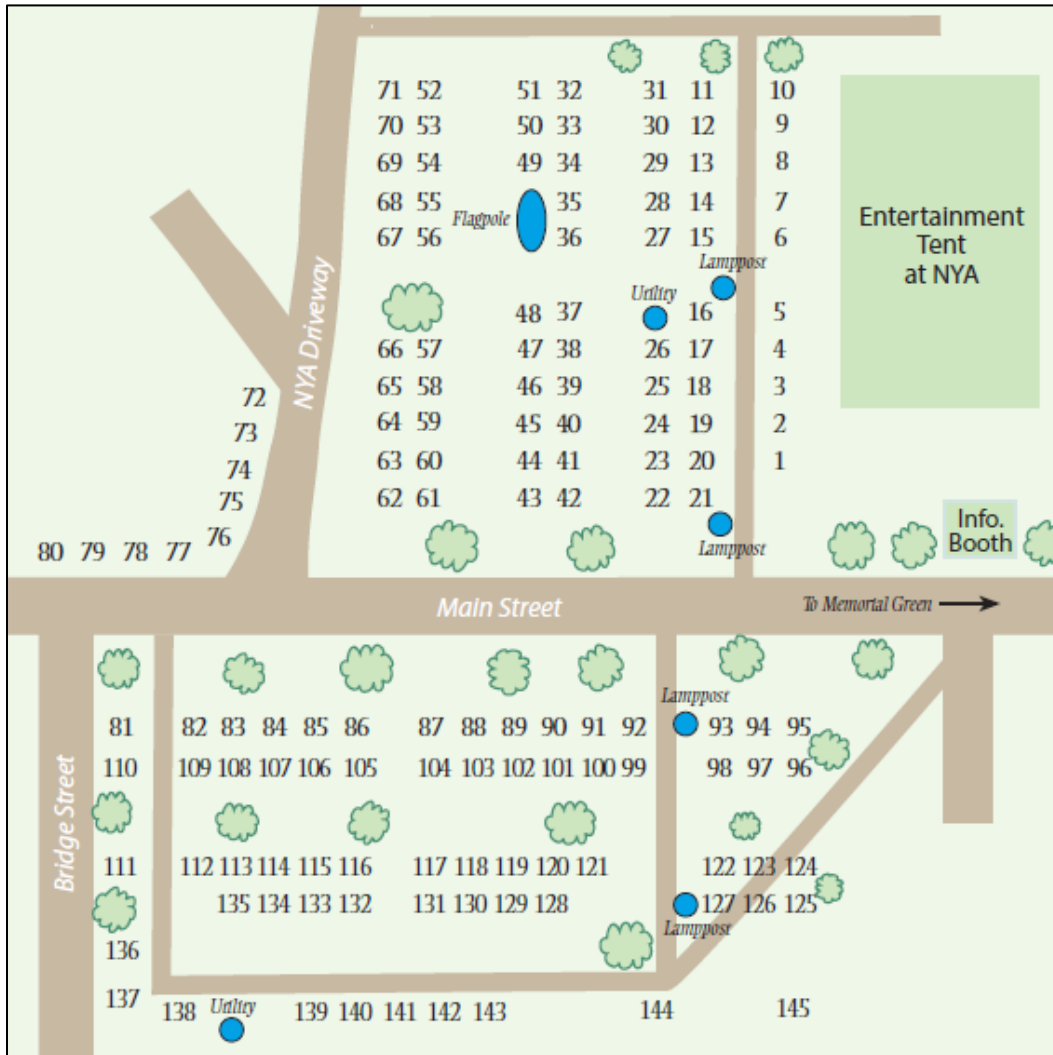 71 52 51 32 31 11 10
70 53 50 33 30 12 9
69 54 49 34 29 13 8
68 55 35 28 14 7
Flagpole
67 56 36 27 15 6
Entertainment
Tent
at NYA
Lamppost
Utility
48 37 16 5
66 57 47 38 26 17 4
65 58 46 39 25 18 3
64 59 45 40 24 19 2
63 60 44 41 23 20 1
62 61 43 42 22 21
Lamppost
NYA Driveway
72
73
74
75
76
80 79 78 77
Info.
Booth
Main Street
To Memortal Green
Bridge Street
Lamppost
81 82 83 84 85 86 87 88 89 90 91 92 93 94 95
110 109 108 107 106 105 104 103 102 101 100 99 98 97 96
111 112 113 114 115 116 117 118 119 120 121 122 123 124
135 134 133 132 131 130 129 128 127 126 125
Lamppost
136
137
138 Utility 139 140 141 142 143 144 145